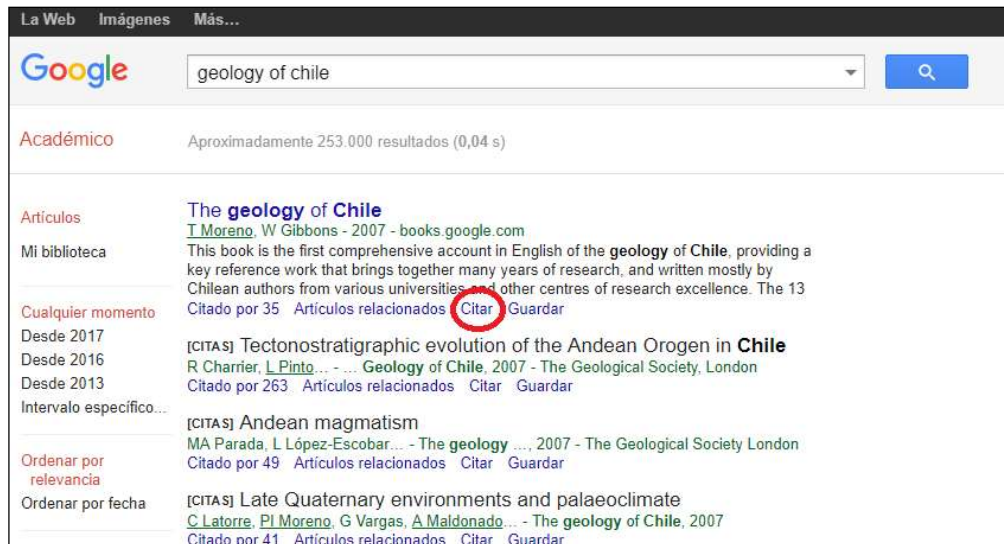 La Web Imágenes Más...
Google geology of chile
Académico Aproximadamente 253.000 resultados (0,04 s)
Artículos
Mi biblioteca
Cualquier momento
Desde 2017
Desde 2016
Desde 2013
Intervalo específico...
Ordenar por
relevancia
Ordenar por fecha
The geology of Chile
T Moreno, W Gibbons - 2007 - books.google.com
This book is the first comprehensive account in English of the geology of Chile, providing a
key reference work that brings together many years of research, and written mostly by
Chilean authors from various universities and other centres of research excellence. The 13
Citado por 35 Artículos relacionados Citar Guardar
[CITAS] Tectonostratigraphic evolution of the Andean Orogen in Chile
R Charrier, L Pinto... - ... Geology of Chile, 2007 - The Geological Society, London
Citado por 263 Artículos relacionados Citar Guardar
[CITAS] Andean magmatism
MA Parada, L López-Escobar... - The geology ..., 2007 - The Geological Society London
Citado por 49 Artículos relacionados Citar Guardar
[CITAS] Late Quaternary environments and palaeoclimate
C Latorre, PI Moreno, G Vargas, A Maldonado... - The geology of Chile, 2007
Citado por 41 Artículos relacionados Citar Guardar